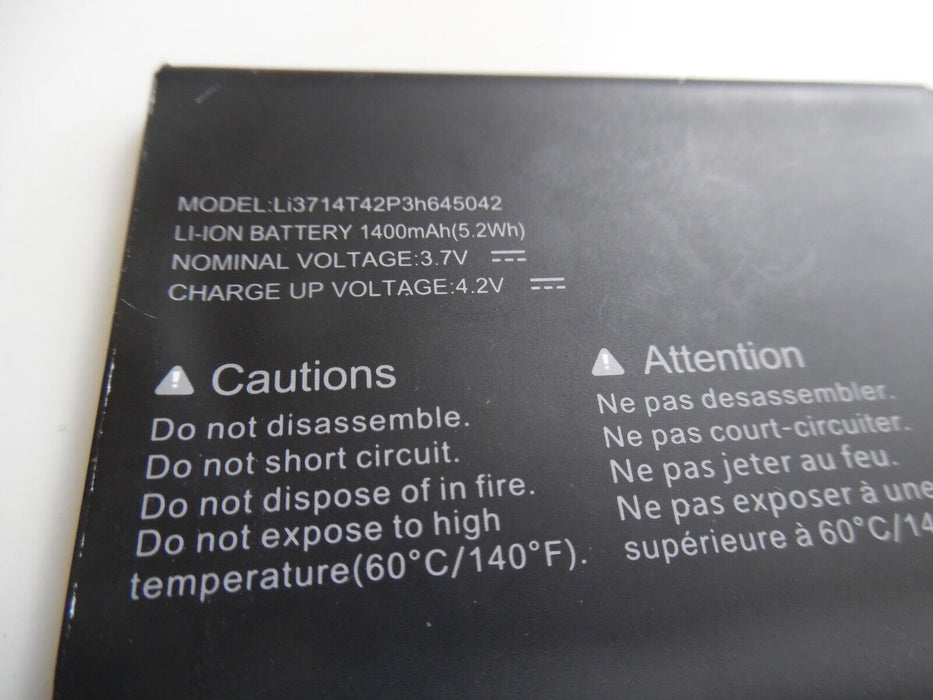 MODEL:Li3714T42P3h645042
LI-ION BATTERY 1400mAh(5.2Wh)
NOMINAL VOLTAGE:3.7V
CHARGE UP VOLTAGE:4.2V
Cautions
Do not disassemble.
Do not short circuit.
Do not dispose of in fire.
Do not expose to high
temperature(60°C/140°F).
Attention
Ne pas desassembler.
Ne pas court-circuiter.
Ne pas jeter au feu.
Ne pas exposer à une
supérieure à 60°C/14